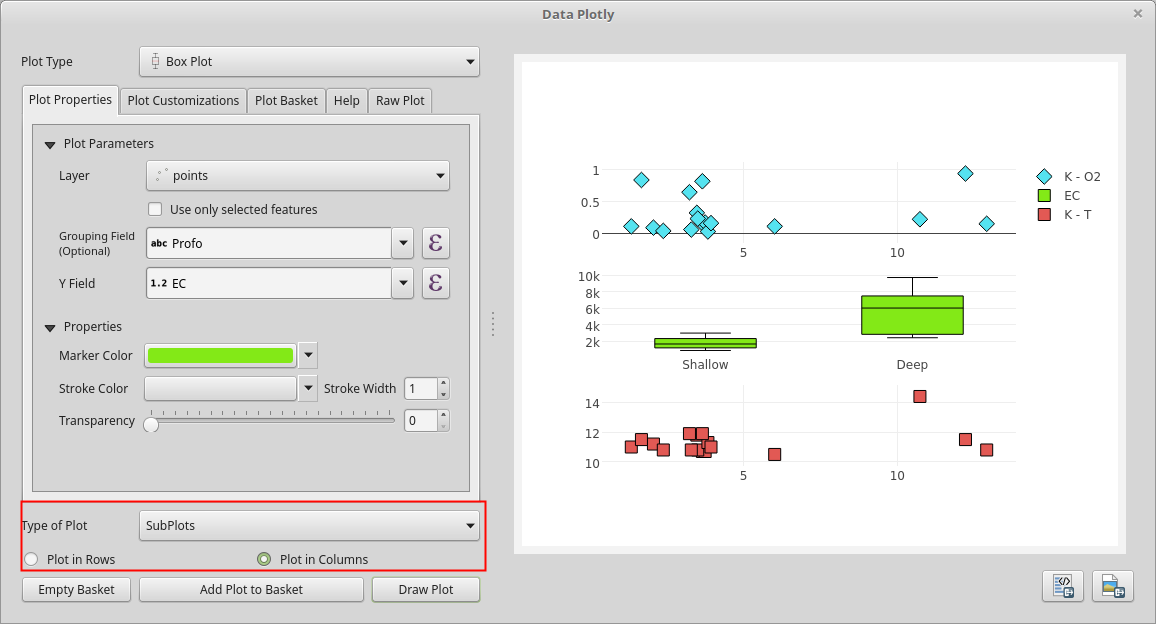 Data Plotly
Plot Type
Box Plot
Plot Properties
Plot Customizations
Plot Basket
Help
Raw Plot
Plot Parameters
Layer
points
Use only selected features
Grouping Field
(Optional)
abc Profo
ε
Y Field
1.2 EC
ε
Properties
Marker Color
Stroke Color
Stroke Width
1
Transparency
0
Type of Plot
SubPlots
Plot in Rows
Plot in Columns
Empty Basket
Add Plot to Basket
Draw Plot
1
0.5
0
5
10
10k
8k
6k
4k
2k
Shallow
Deep
14
12
10
5
10
K - O2
EC
K - T